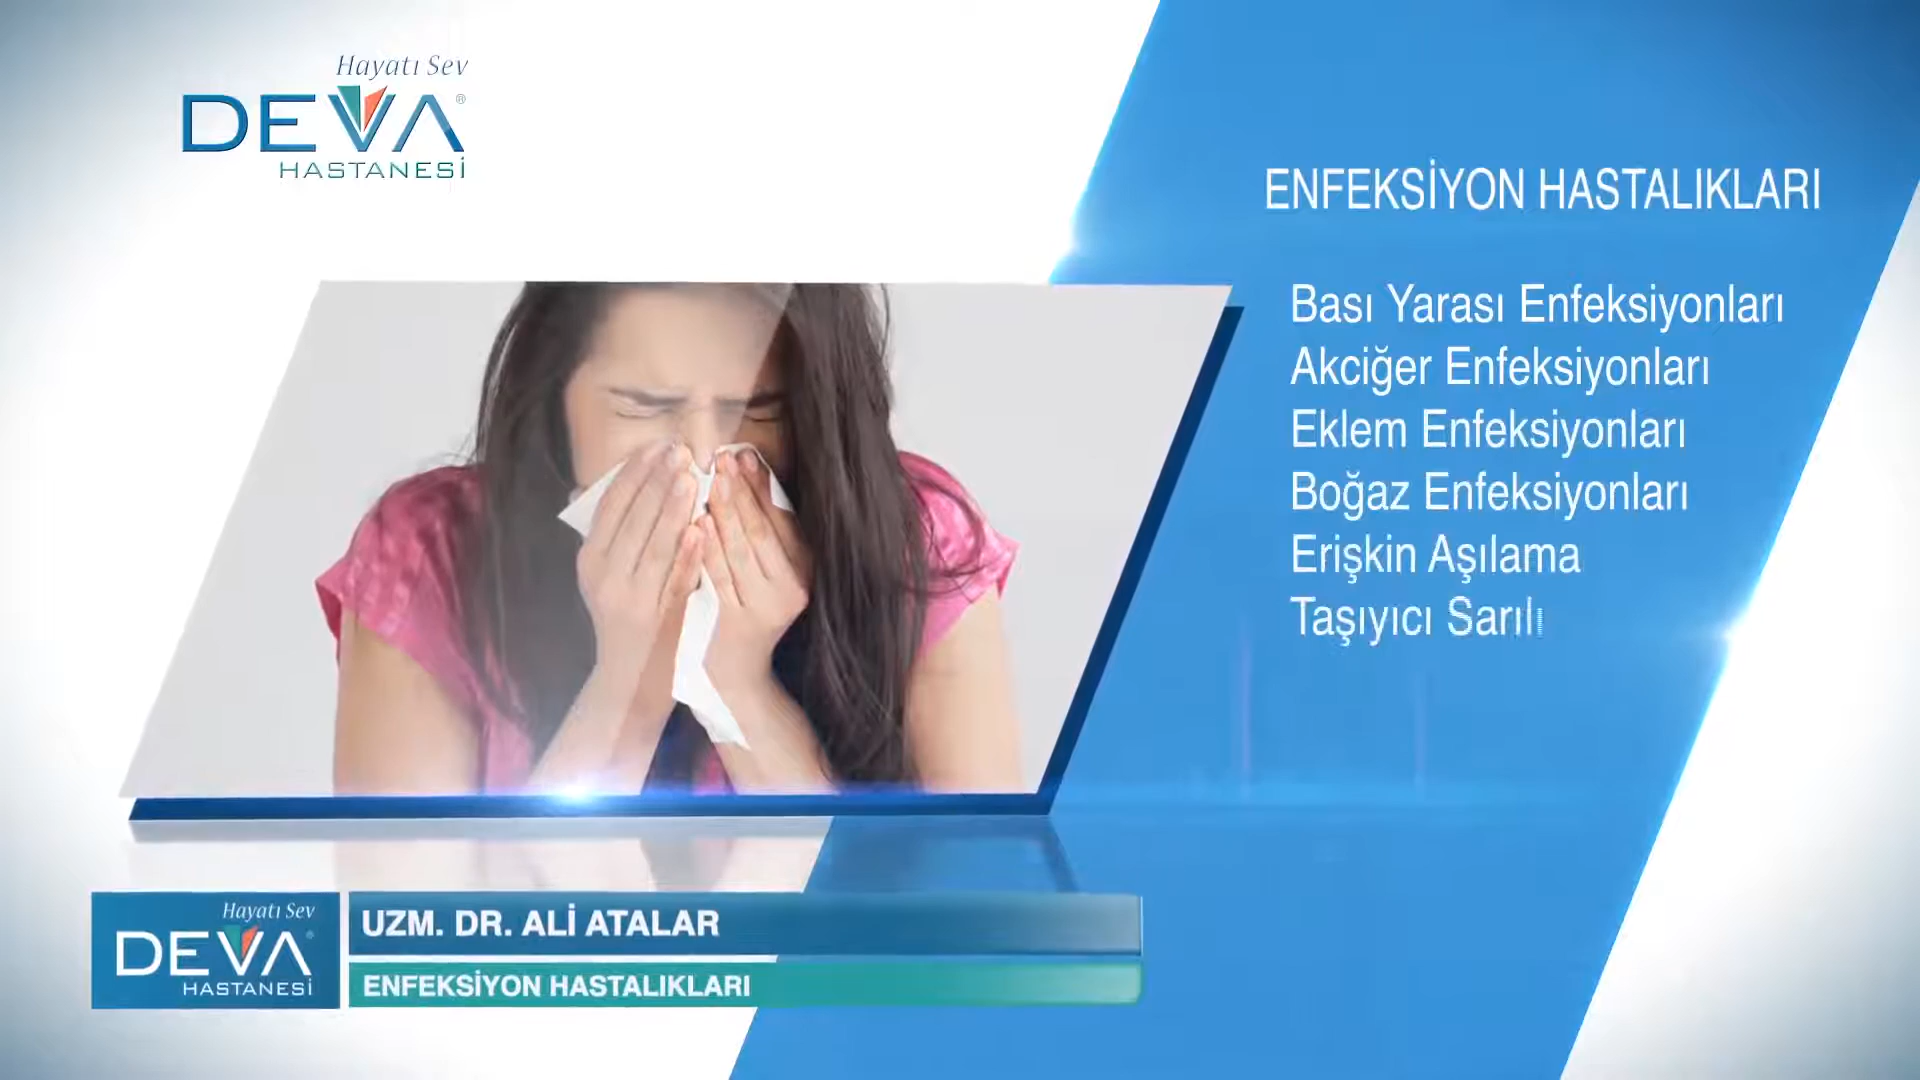 Hayatı Sev
DEVA®
HASTANESİ
ENFEKSİYON HASTALIKLARI
Bası Yarası Enfeksiyonları
Akciğer Enfeksiyonları
Eklem Enfeksiyonları
Boğaz Enfeksiyonları
Erişkin Aşılama
Taşıyıcı Sarılı
Hayatı Sev
DEVA®
HASTANESİ
UZM. DR. ALİ ATALAR
ENFEKSİYON HASTALIKLARI